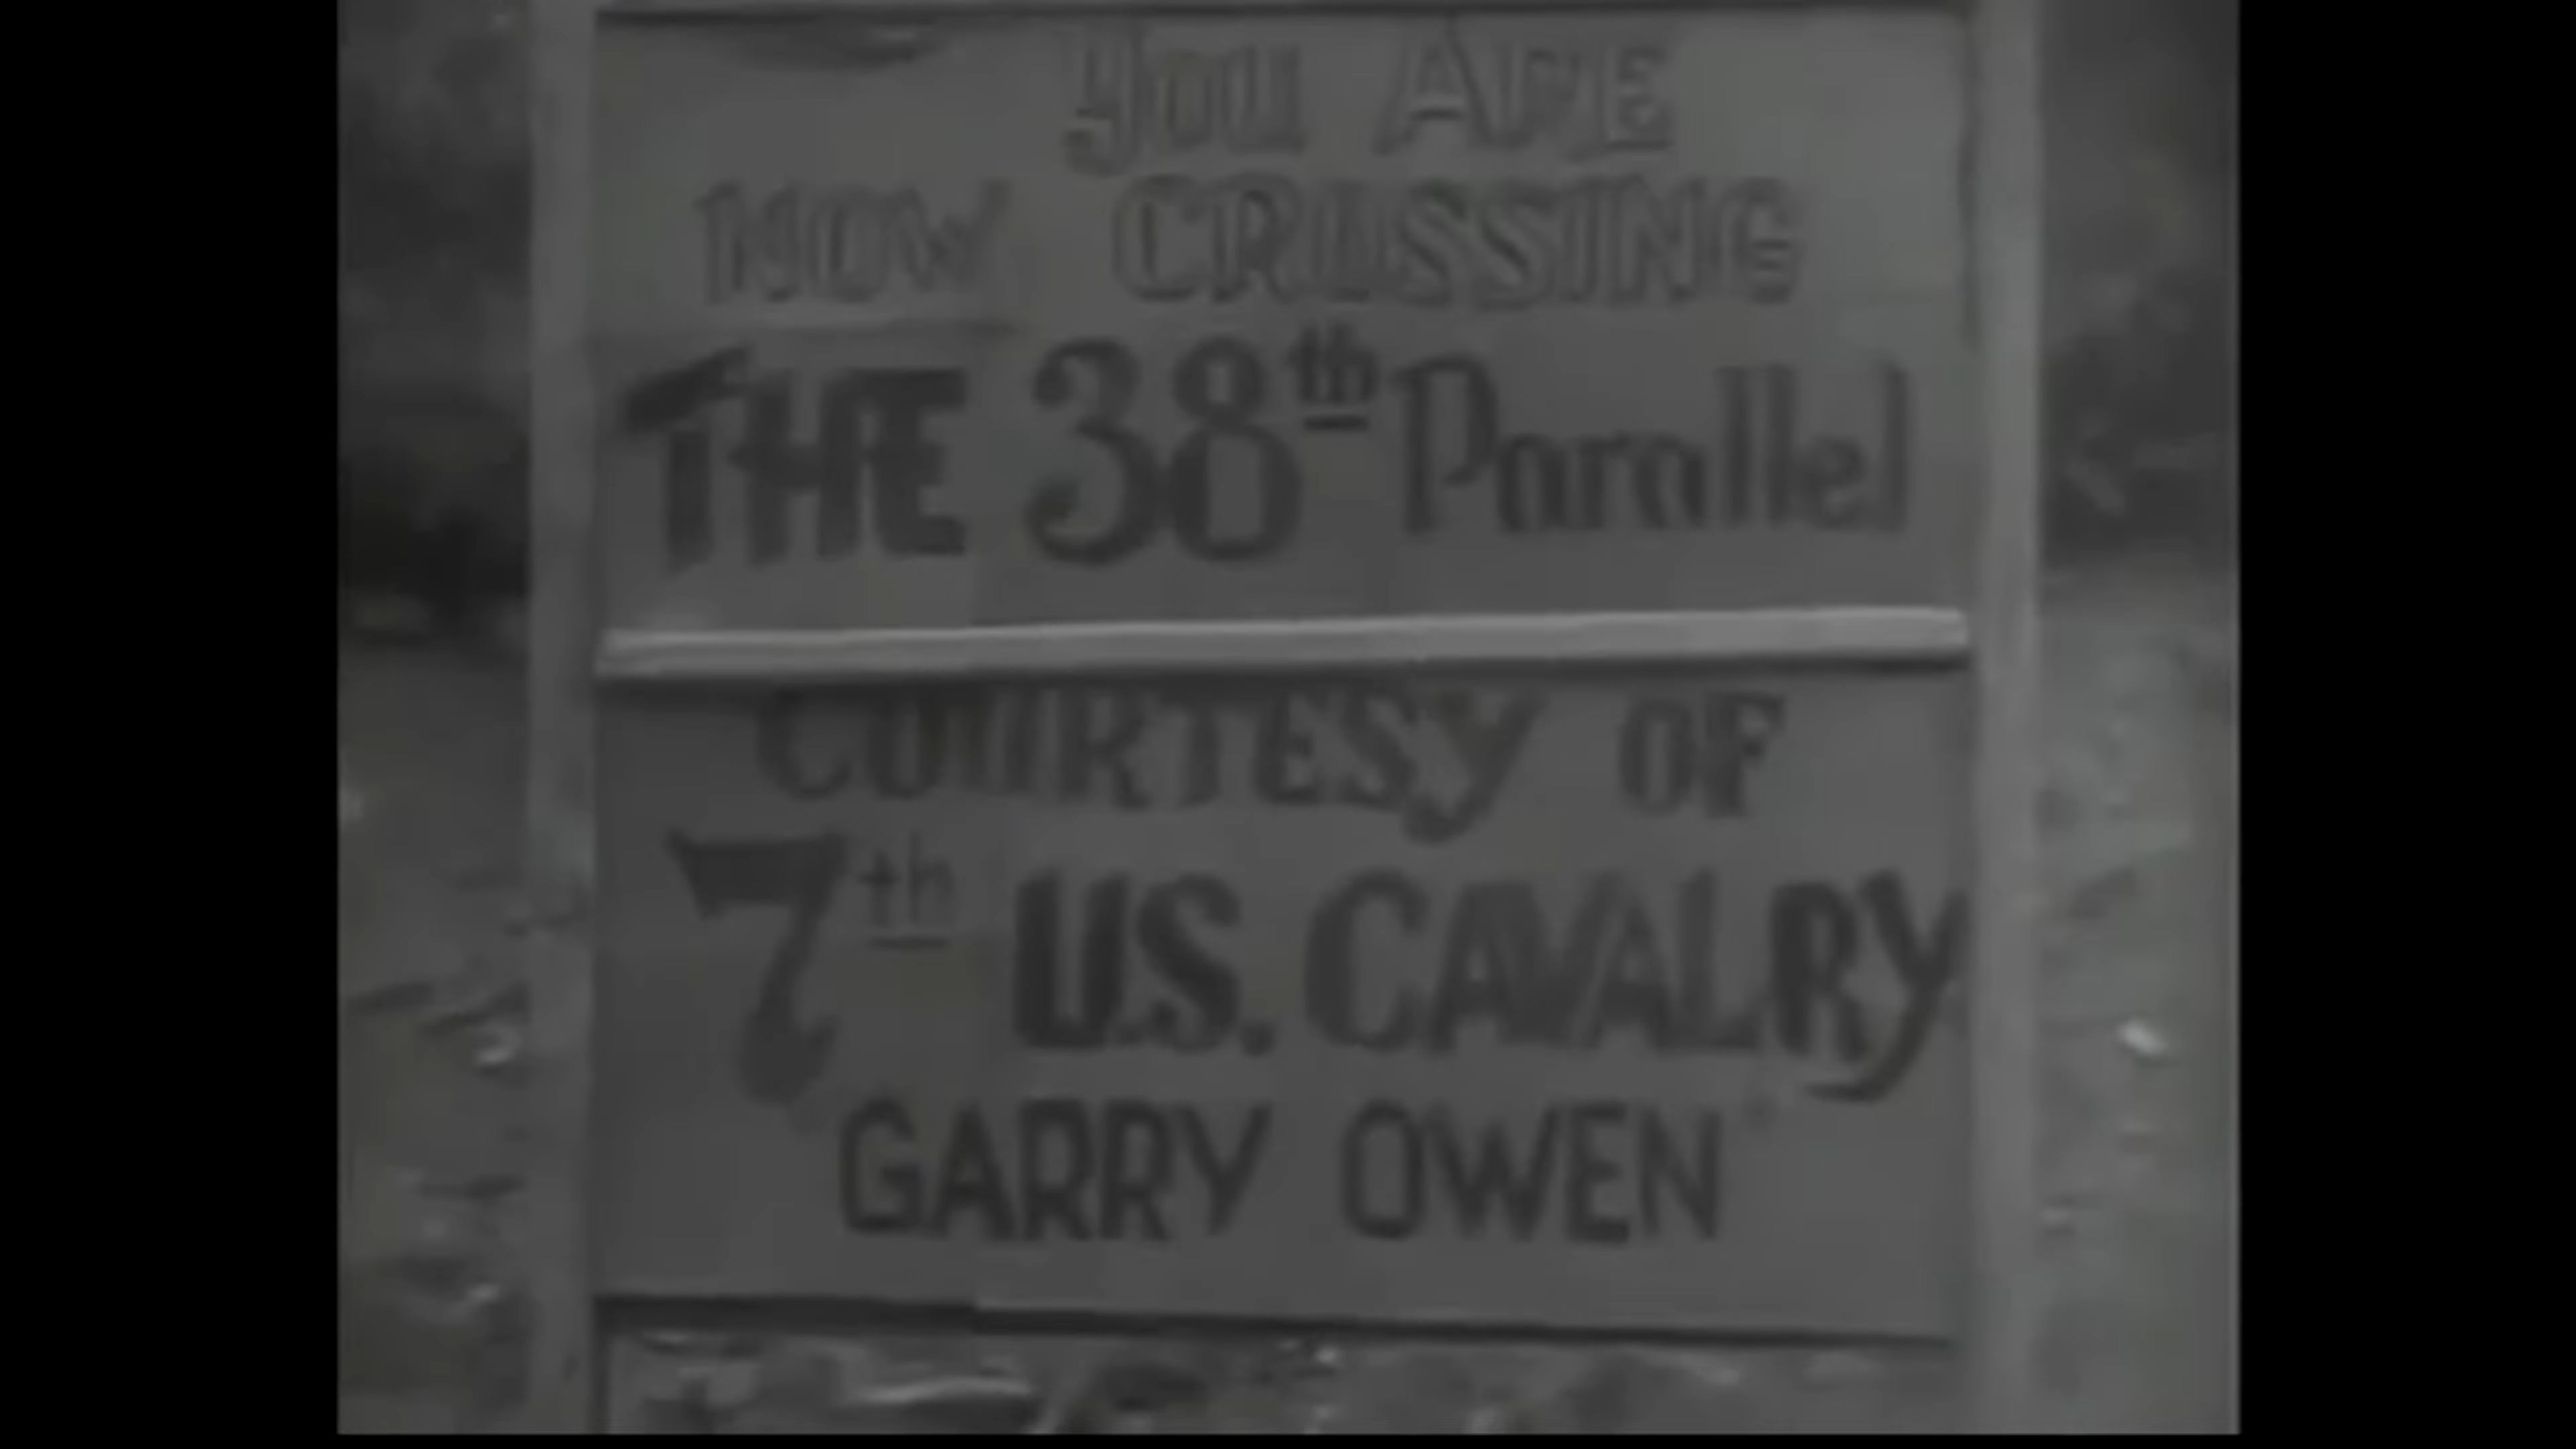 you ARE
NOW CROSSING
THE 38th Parallel
COURTESY OF
7th U.S. CAVALRY
GARRY OWEN